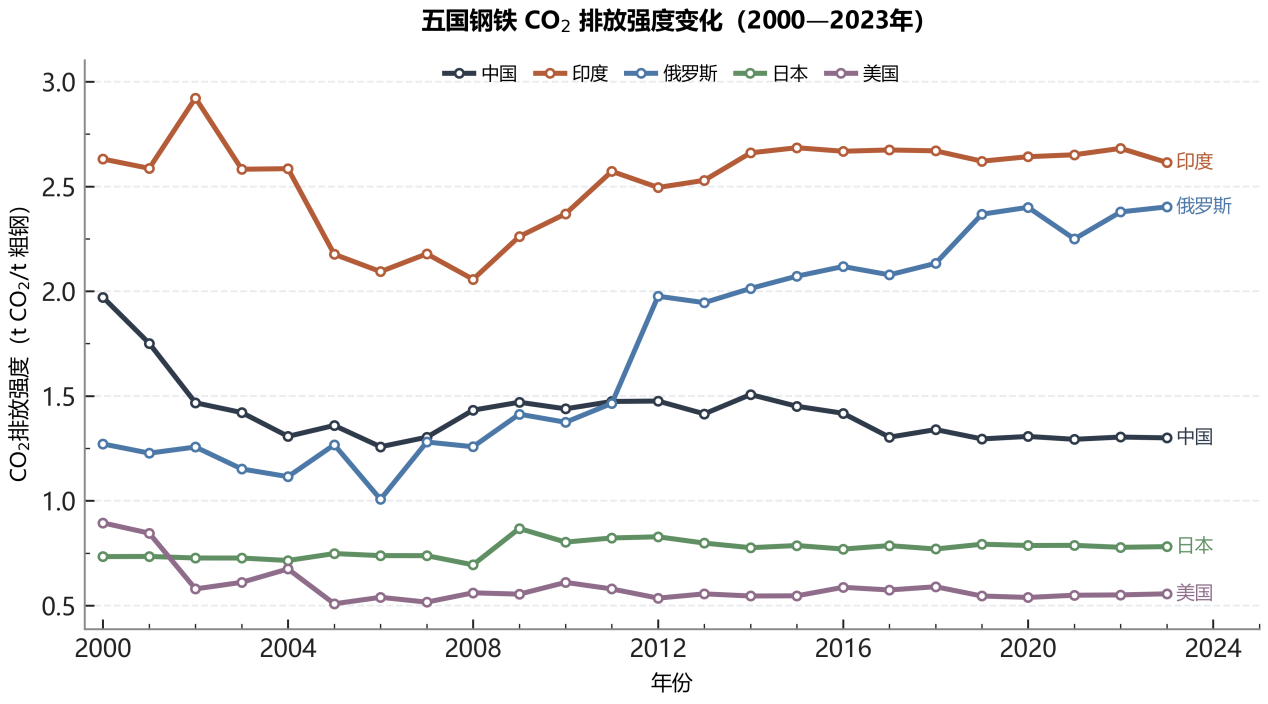 五国钢铁 CO₂ 排放强度变化（2000—2023年）
中国 印度 俄罗斯 日本 美国
CO₂排放强度（t CO₂/t 粗钢）
3.0
2.5
2.0
1.5
1.0
0.5
印度
俄罗斯
中国
日本
美国
2000 2004 2008 2012 2016 2020 2024
年份